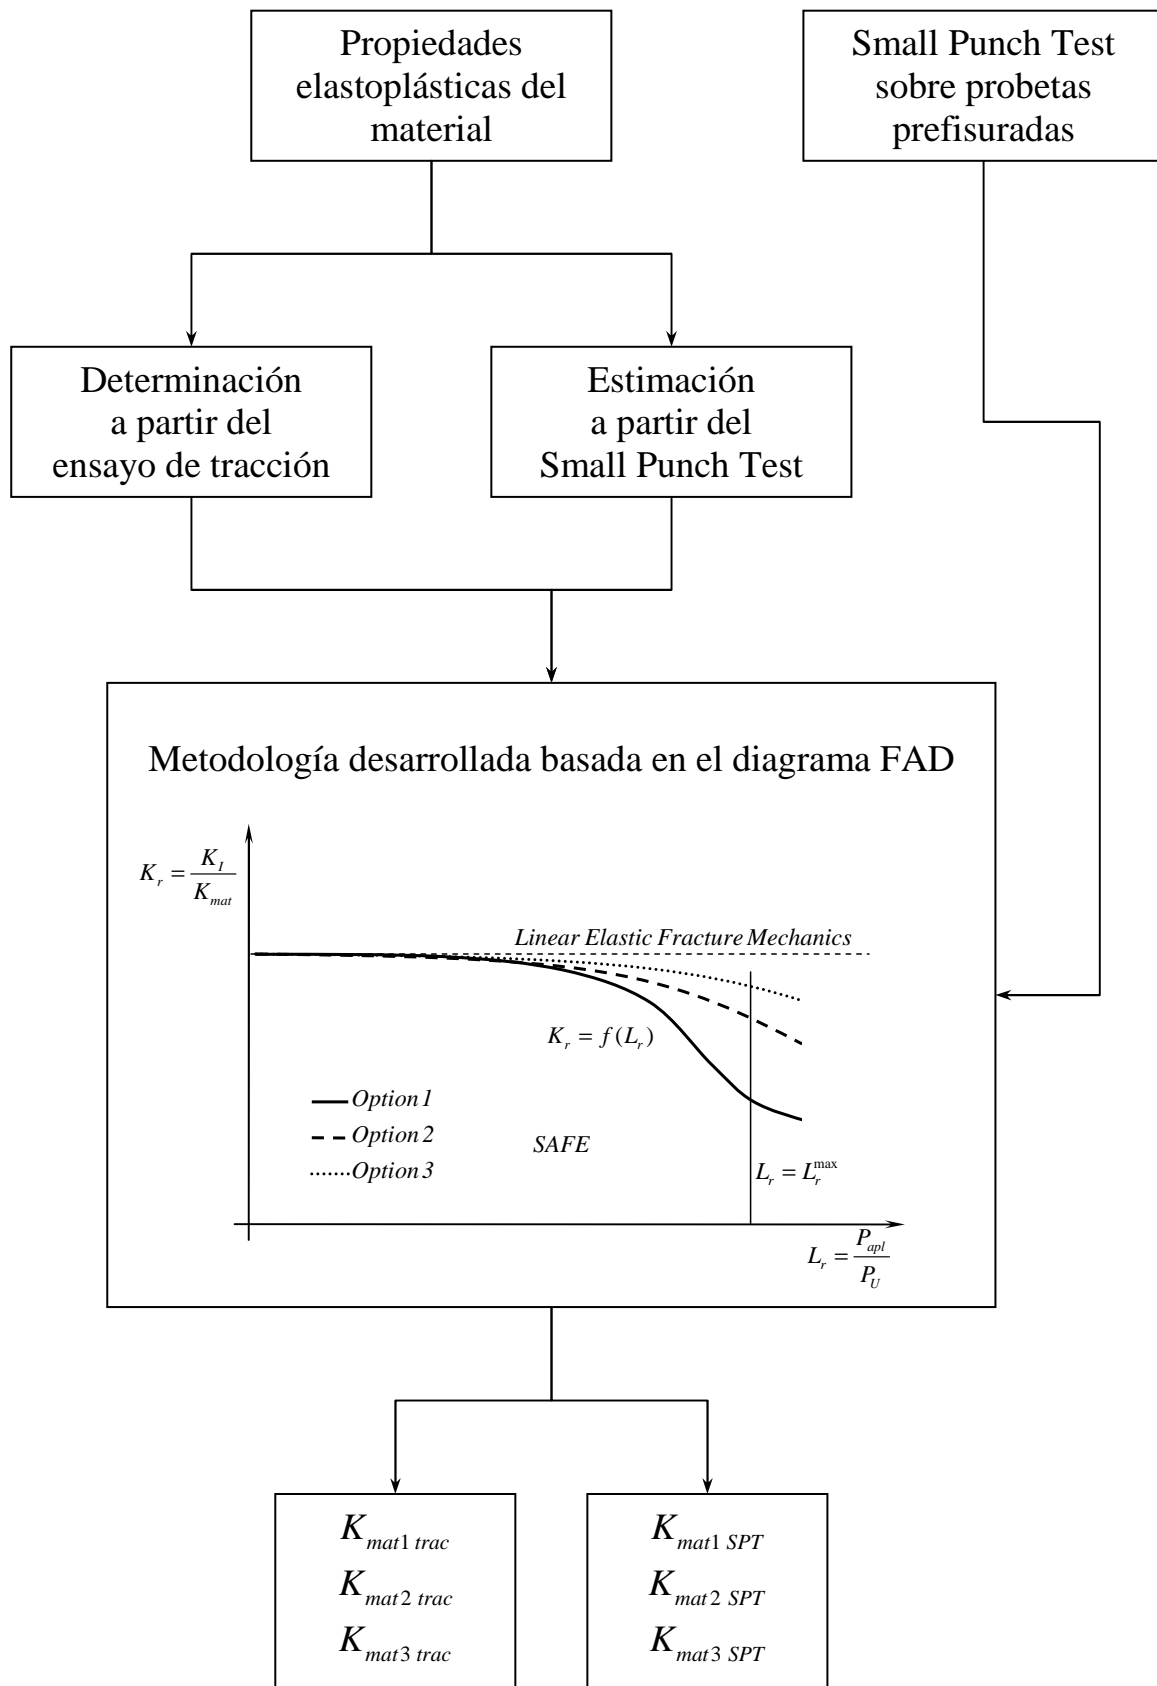 Propiedades
elastoplásticas del
material
Small Punch Test
sobre probetas
prefisuradas
Determinación
a partir del
ensayo de tracción
Estimación
a partir del
Small Punch Test
Metodología desarrollada basada en el diagrama FAD
K_r = K_I / K_mat
Linear Elastic Fracture Mechanics
K_r = f(L_r)
Option 1
Option 2
Option 3
SAFE
L_r = L_r^max
L_r = P_apl / P_U
K_mat1 trac
K_mat2 trac
K_mat3 trac
K_mat1 SPT
K_mat2 SPT
K_mat3 SPT